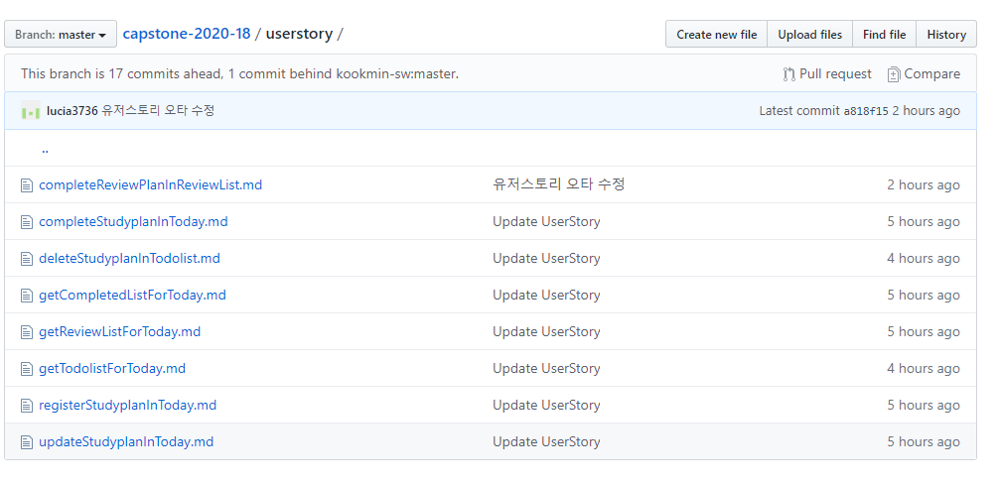 Branch: master capstone-2020-18 / userstory / Create new file Upload files Find file History
This branch is 17 commits ahead, 1 commit behind kookmin-sw:master. Pull request Compare
lucia3736 유저스토리 오타 수정 Latest commit a818f15 2 hours ago
..
completeReviewPlanInReviewList.md 유저스토리 오타 수정 2 hours ago
completeStudyplanInToday.md Update UserStory 5 hours ago
deleteStudyplanInTodolist.md Update UserStory 4 hours ago
getCompletedListForToday.md Update UserStory 5 hours ago
getReviewListForToday.md Update UserStory 5 hours ago
getTodolistForToday.md Update UserStory 4 hours ago
registerStudyplanInToday.md Update UserStory 5 hours ago
updateStudyplanInToday.md Update UserStory 5 hours ago